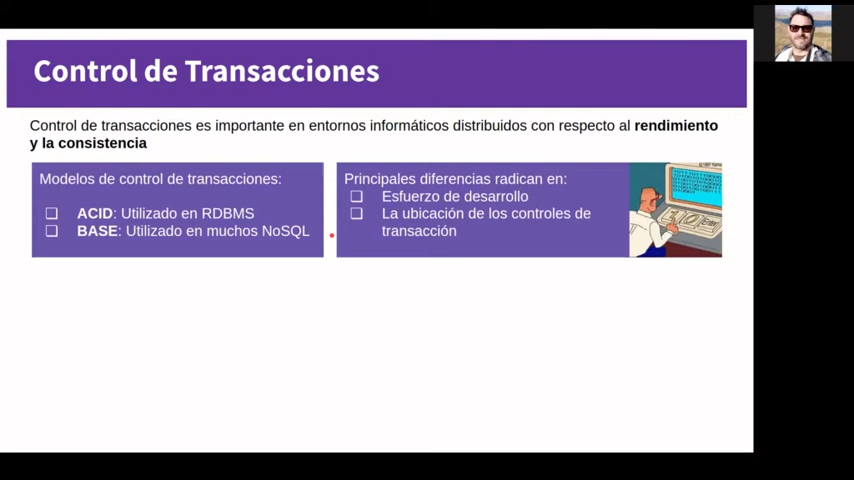 Control de Transacciones
Control de transacciones es importante en entornos informáticos distribuidos con respecto al rendimiento
y la consistencia
Modelos de control de transacciones:
❑ ACID: Utilizado en RDBMS
❑ BASE: Utilizado en muchos NoSQL
Principales diferencias radican en:
❑ Esfuerzo de desarrollo
❑ La ubicación de los controles de
transacción